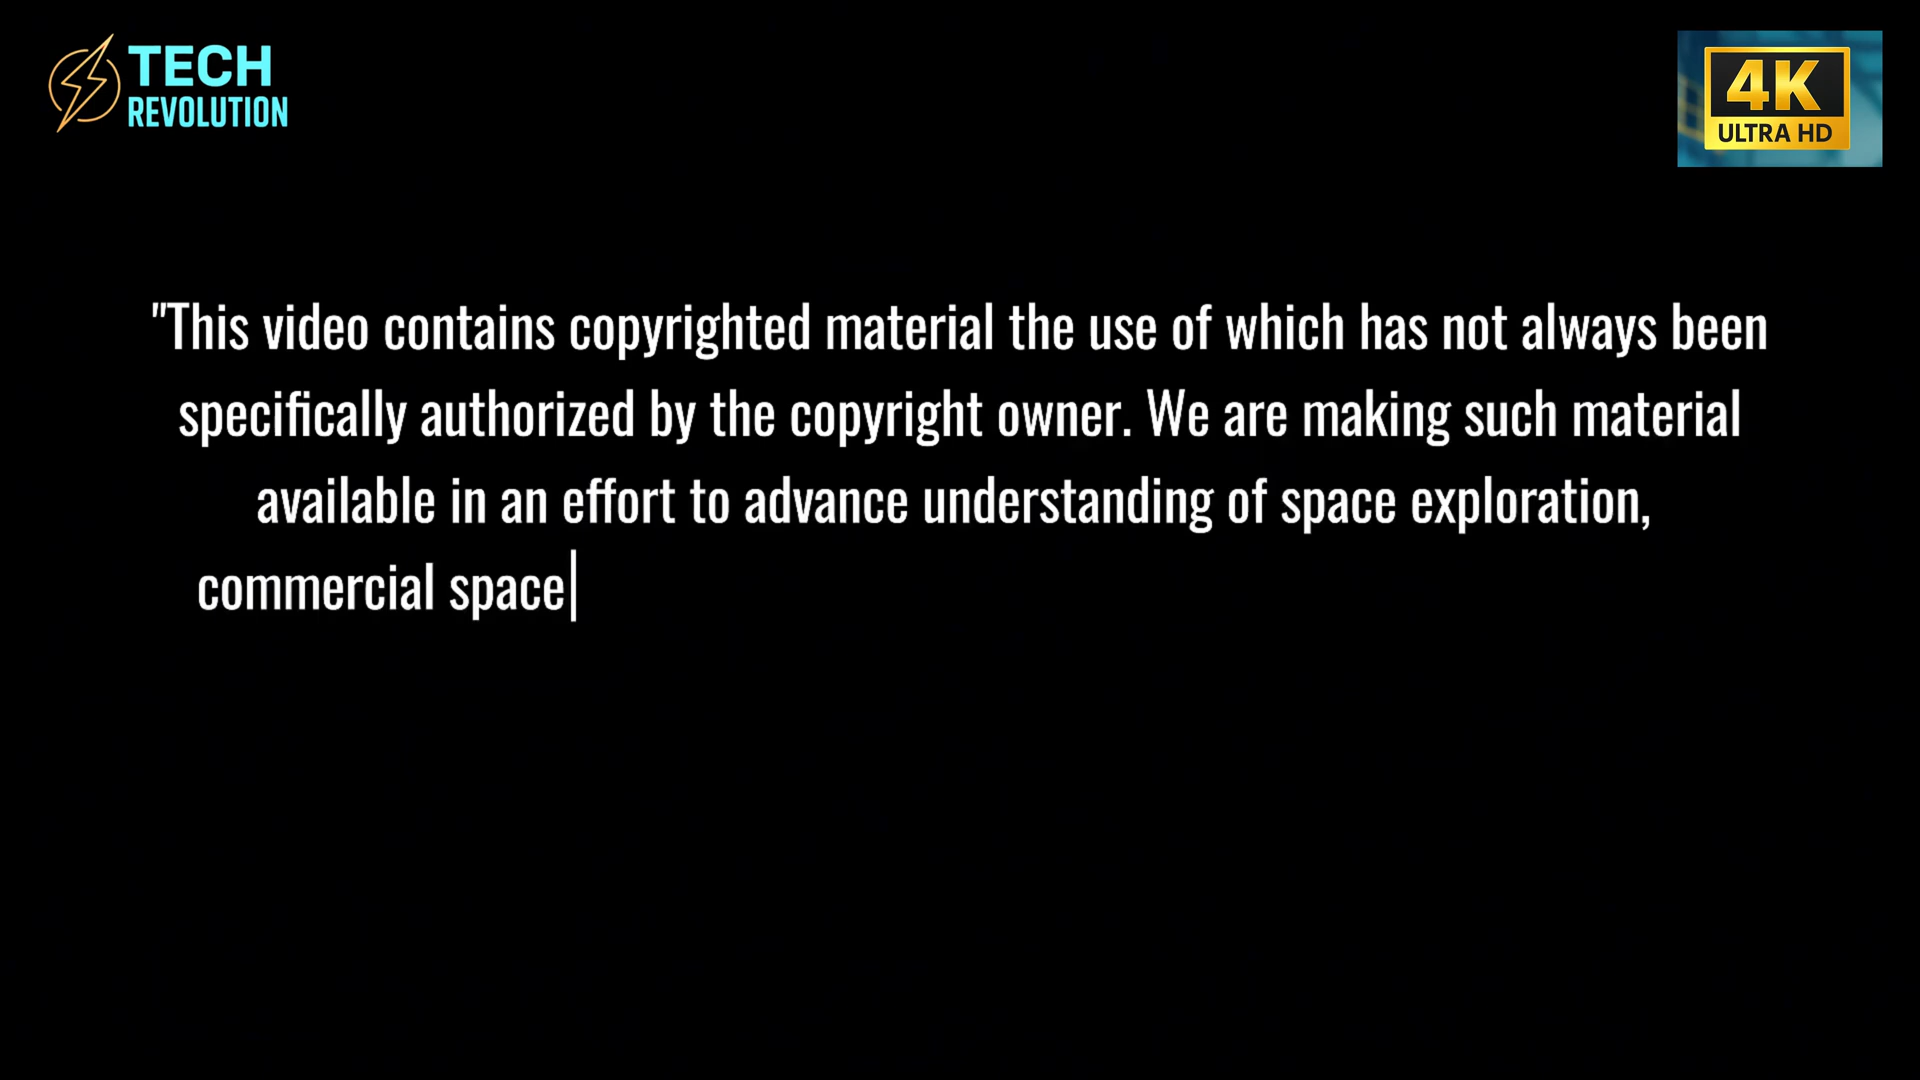 TECH
REVOLUTION
4K
ULTRA HD
"This video contains copyrighted material the use of which has not always been
specifically authorized by the copyright owner. We are making such material
available in an effort to advance understanding of space exploration,
commercial space